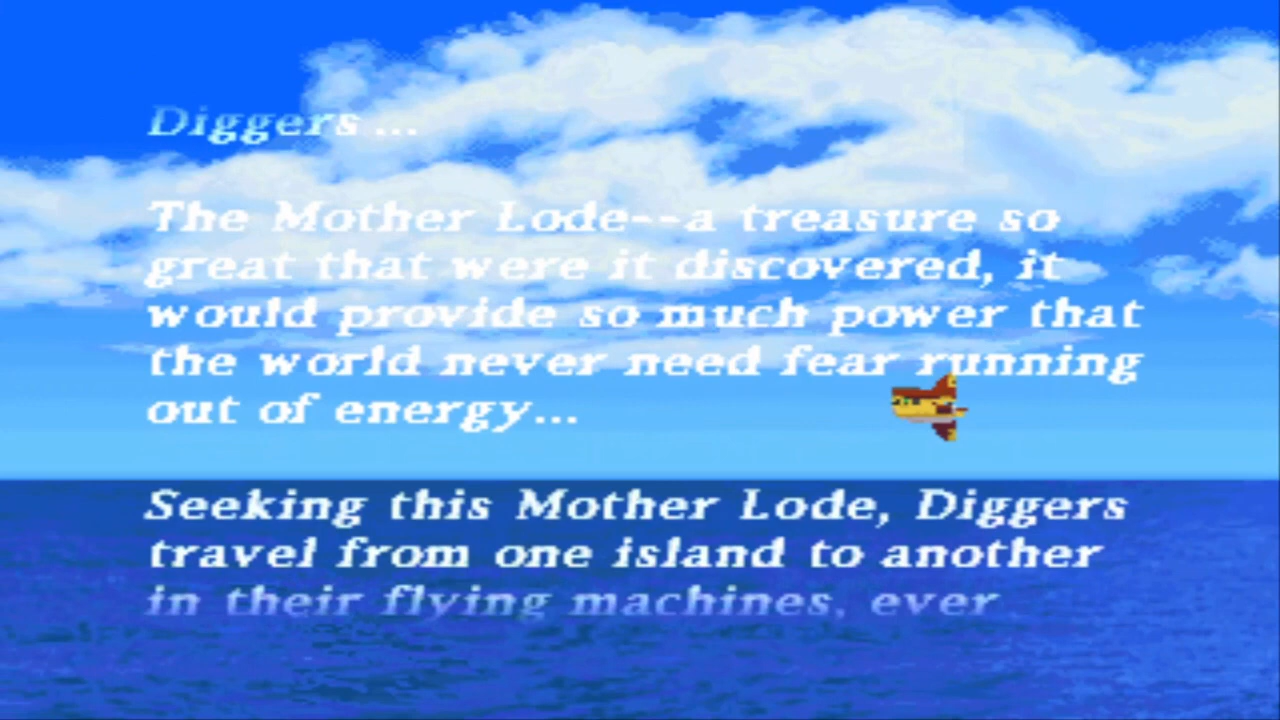 Diggers ...
The Mother Lode--a treasure so
great that were it discovered, it
would provide so much power that
the world never need fear running
out of energy...
Seeking this Mother Lode, Diggers
travel from one island to another
in their flying machines, ever